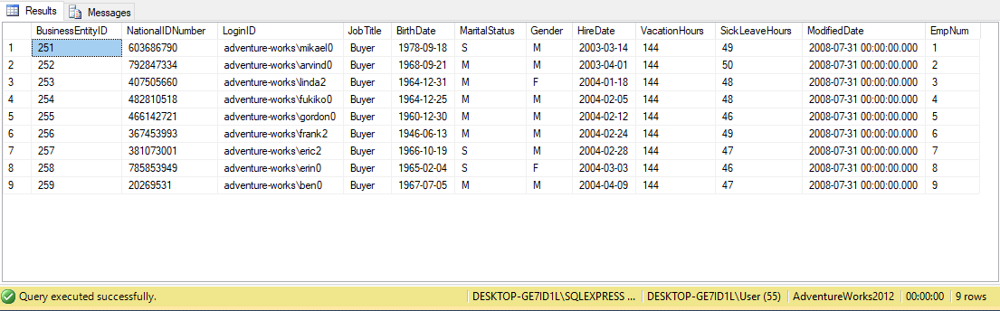 Results Messages
BusinessEntityID NationalIDNumber LoginID JobTitle BirthDate MaritalStatus Gender HireDate VacationHours SickLeaveHours ModifiedDate EmpNum
1 251 603686790 adventure-works\mikael0 Buyer 1978-09-18 S M 2003-03-14 144 49 2008-07-31 00:00:00.000 1
2 252 792847334 adventure-works\arvind0 Buyer 1968-09-21 M M 2003-04-01 144 50 2008-07-31 00:00:00.000 2
3 253 407505660 adventure-works\linda2 Buyer 1964-12-31 M F 2004-01-18 144 48 2008-07-31 00:00:00.000 3
4 254 482810518 adventure-works\fukiko0 Buyer 1964-12-25 M M 2004-02-05 144 48 2008-07-31 00:00:00.000 4
5 255 466142721 adventure-works\gordon0 Buyer 1960-12-30 M M 2004-02-12 144 46 2008-07-31 00:00:00.000 5
6 256 367453993 adventure-works\frank2 Buyer 1946-06-13 M M 2004-02-24 144 49 2008-07-31 00:00:00.000 6
7 257 381073001 adventure-works\eric2 Buyer 1966-10-19 S M 2004-02-28 144 47 2008-07-31 00:00:00.000 7
8 258 785853949 adventure-works\erin0 Buyer 1965-02-04 S F 2004-03-03 144 46 2008-07-31 00:00:00.000 8
9 259 20269531 adventure-works\ben0 Buyer 1967-07-05 M M 2004-04-09 144 47 2008-07-31 00:00:00.000 9
Query executed successfully. DESKTOP-GE7ID1L\SQLEXPRESS ... DESKTOP-GE7ID1L\User (55) AdventureWorks2012 00:00:00 9 rows